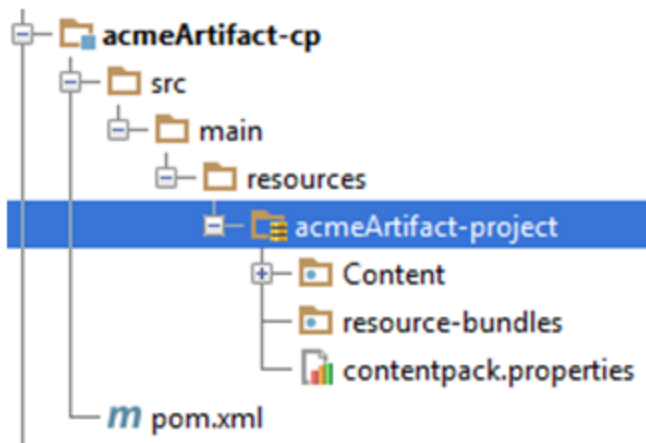 acmeArtifact-cp
src
main
resources
acmeArtifact-project
Content
resource-bundles
contentpack.properties
m pom.xml